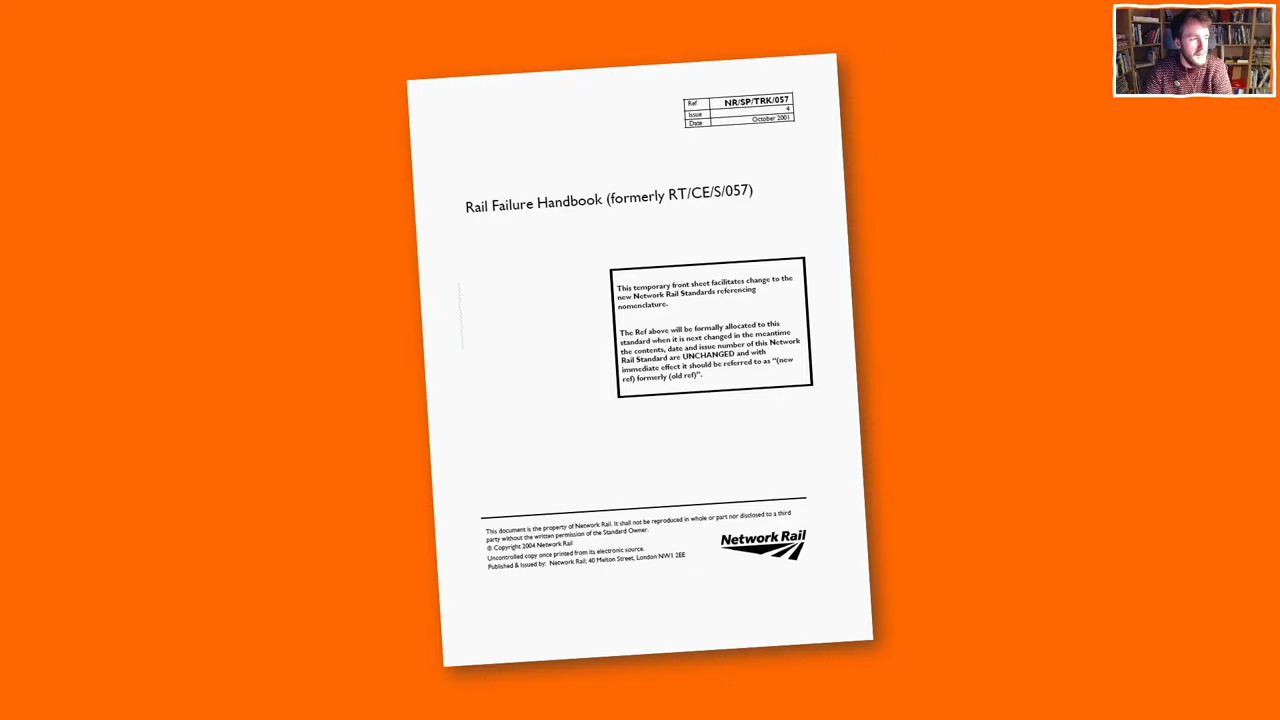 Ref NR/SP/TRK/057
Issue 4
Date October 2001
Rail Failure Handbook (formerly RT/CE/S/057)
This temporary front sheet facilitates change to the
new Network Rail Standards referencing
nomenclature.
The Ref above will be formally allocated to this
standard when it is next changed in the meantime
the contents, date and issue number of this Network
Rail Standard are UNCHANGED and with
immediate effect it should be referred to as "(new
ref) formerly (old ref)".
This document is the property of Network Rail. It shall not be reproduced in whole or part nor disclosed to a third
party without the written permission of the Standard Owner.
© Copyright 2004 Network Rail
Uncontrolled copy once printed from its electronic source.
Published & Issued by: Network Rail; 40 Melton Street, London NW1 2EE
Network Rail